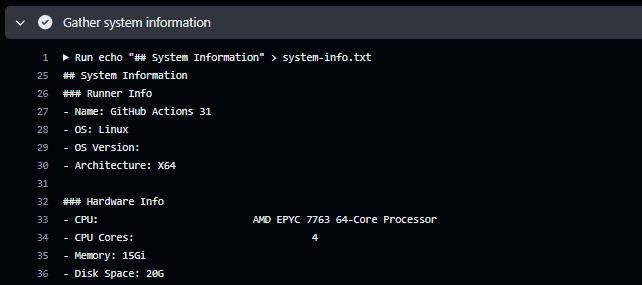 Gather system information
1 Run echo "## System Information" > system-info.txt
25 ## System Information
26 ### Runner Info
27 - Name: GitHub Actions 31
28 - OS: Linux
29 - OS Version:
30 - Architecture: X64
31
32 ### Hardware Info
33 - CPU: AMD EPYC 7763 64-Core Processor
34 - CPU Cores: 4
35 - Memory: 15Gi
36 - Disk Space: 20G